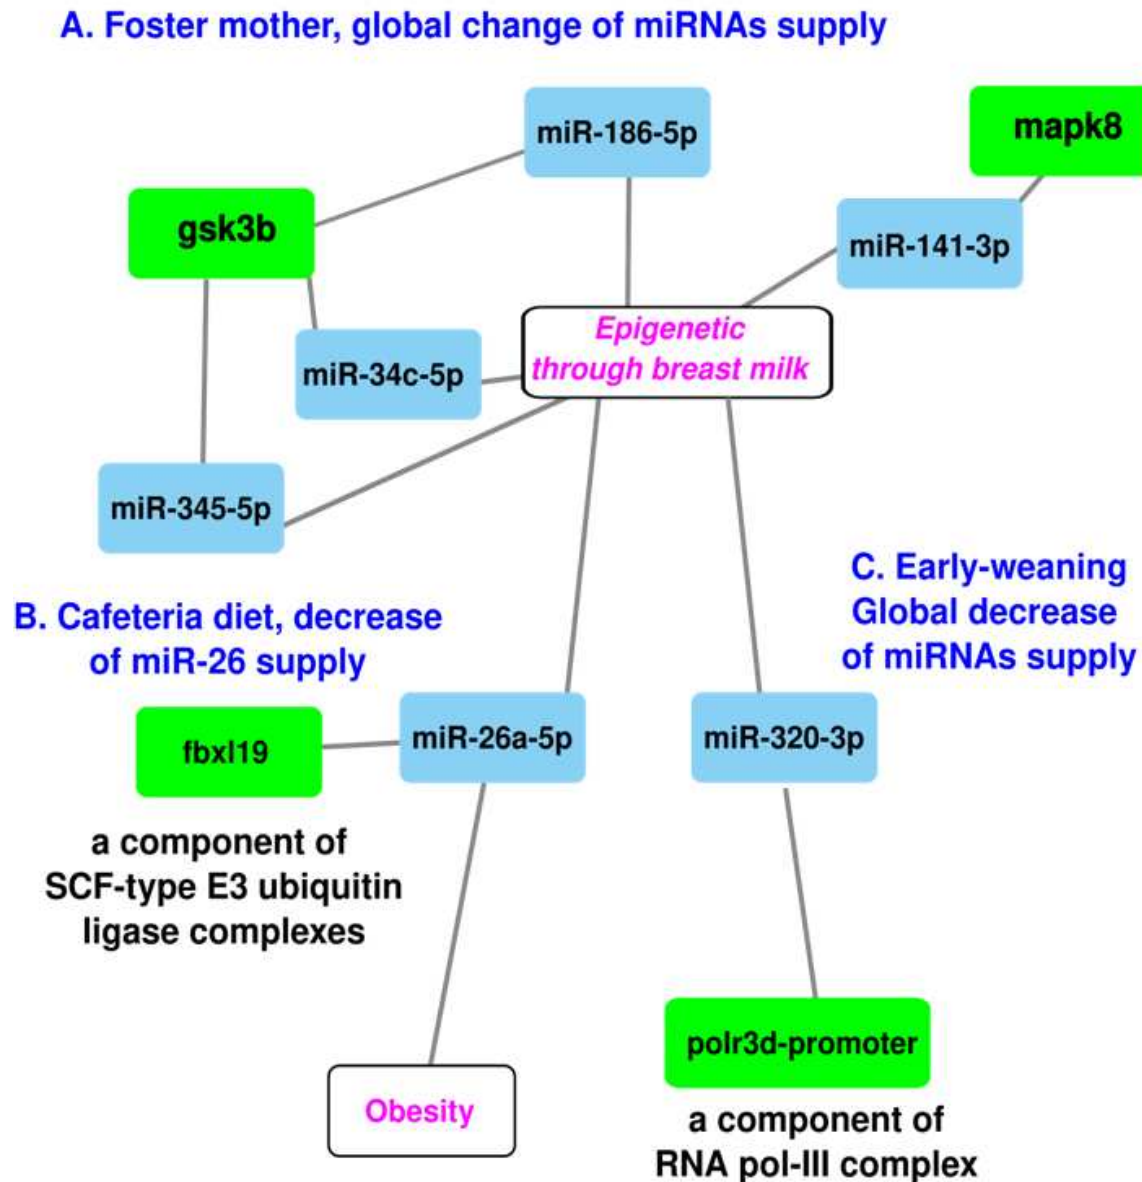 A. Foster mother, global change of miRNAs supply
miR-186-5p
mapk8
gsk3b
miR-141-3p
Epigenetic
through breast milk
miR-34c-5p
miR-345-5p
C. Early-weaning
Global decrease
of miRNAs supply
B. Cafeteria diet, decrease
of miR-26 supply
fbxl19
miR-26a-5p
miR-320-3p
a component of
SCF-type E3 ubiquitin
ligase complexes
polr3d-promoter
Obesity
a component of
RNA pol-III complex